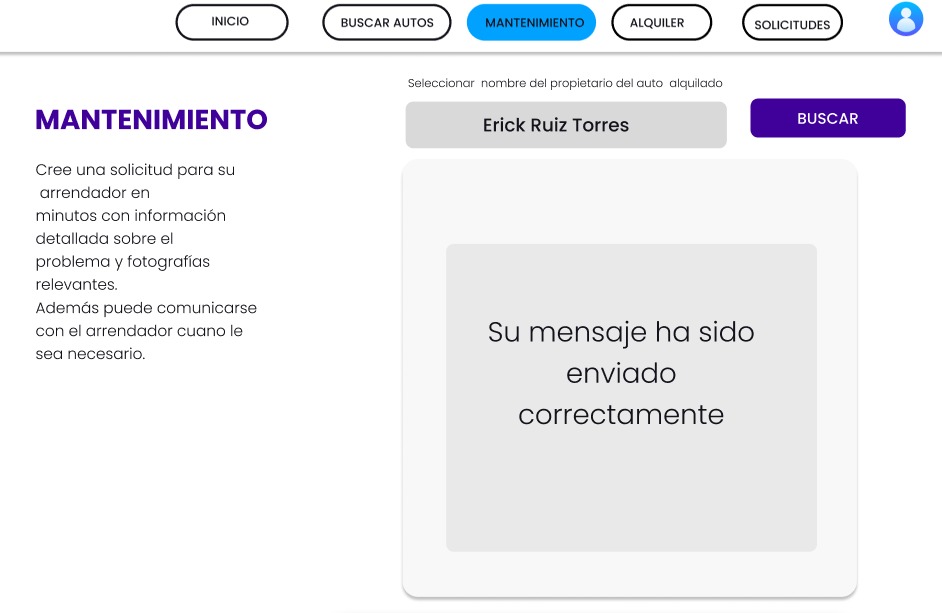 INICIO
BUSCAR AUTOS
MANTENIMIENTO
ALQUILER
SOLICITUDES
Seleccionar nombre del propietario del auto alquilado
MANTENIMIENTO
Erick Ruiz Torres
BUSCAR
Cree una solicitud para su
arrendador en
minutos con información
detallada sobre el
problema y fotografías
relevantes.
Además puede comunicarse
con el arrendador cuano le
sea necesario.
Su mensaje ha sido
enviado
correctamente